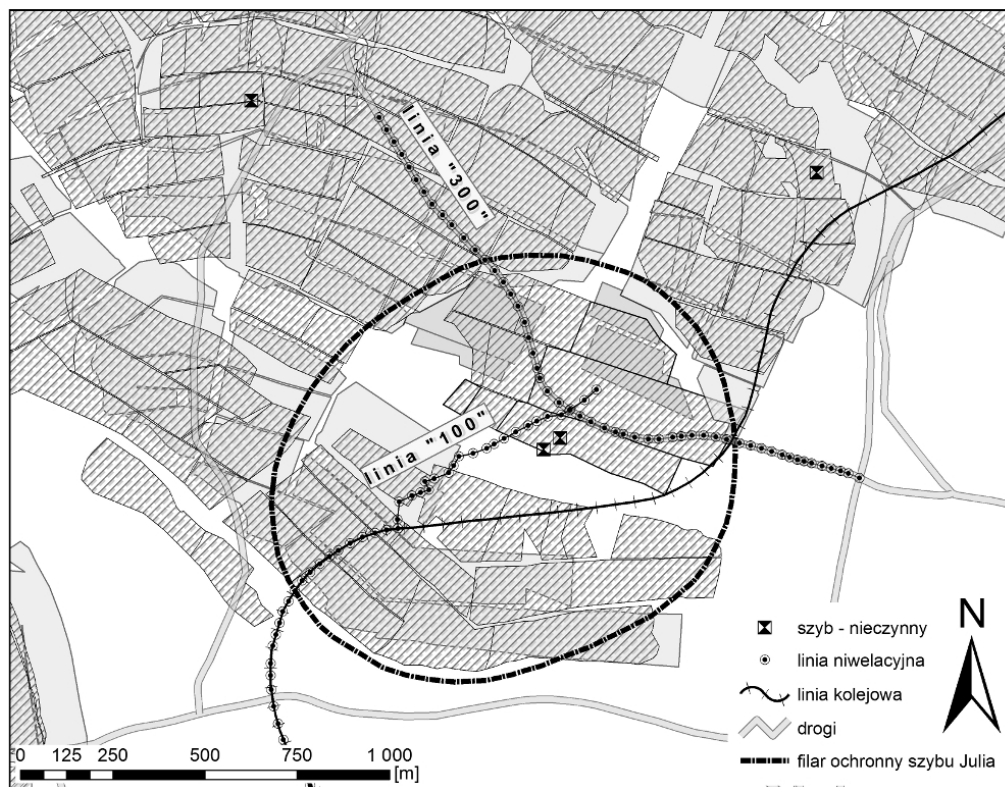 linia "300"
linia "100"
N
szyb - nieczynny
linia niwelacyjna
linia kolejowa
drogi
filar ochronny szybu Julia
0 125 250 500 750 1 000
[m]